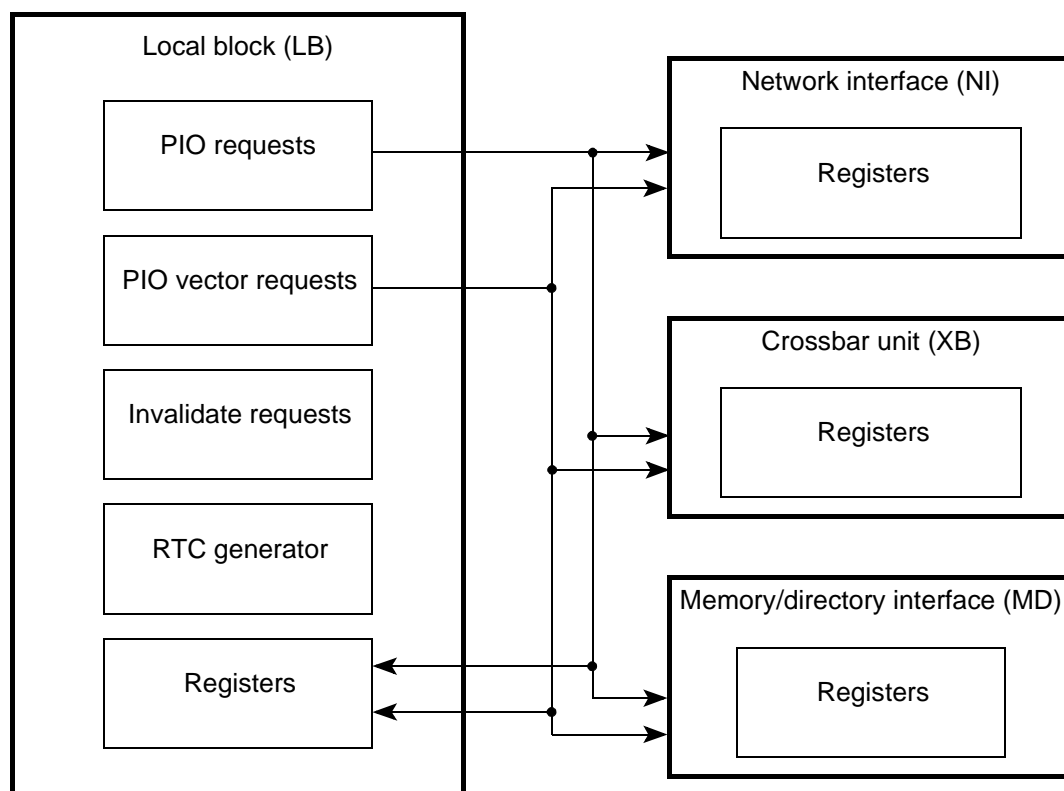 Local block (LB)
PIO requests
PIO vector requests
Invalidate requests
RTC generator
Registers
Network interface (NI)
Registers
Crossbar unit (XB)
Registers
Memory/directory interface (MD)
Registers